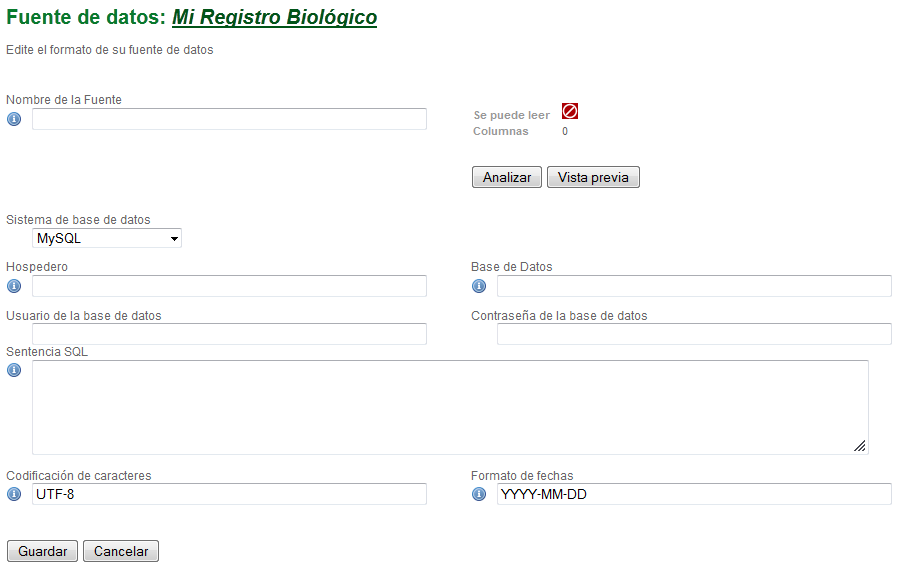 Fuente de datos: Mi Registro Biológico
Edite el formato de su fuente de datos
Nombre de la Fuente
Se puede leer
Columnas 0
Analizar Vista previa
Sistema de base de datos
MySQL
Hospedero Base de Datos
Usuario de la base de datos Contraseña de la base de datos
Sentencia SQL
Codificación de caracteres Formato de fechas
UTF-8 YYYY-MM-DD
Guardar Cancelar